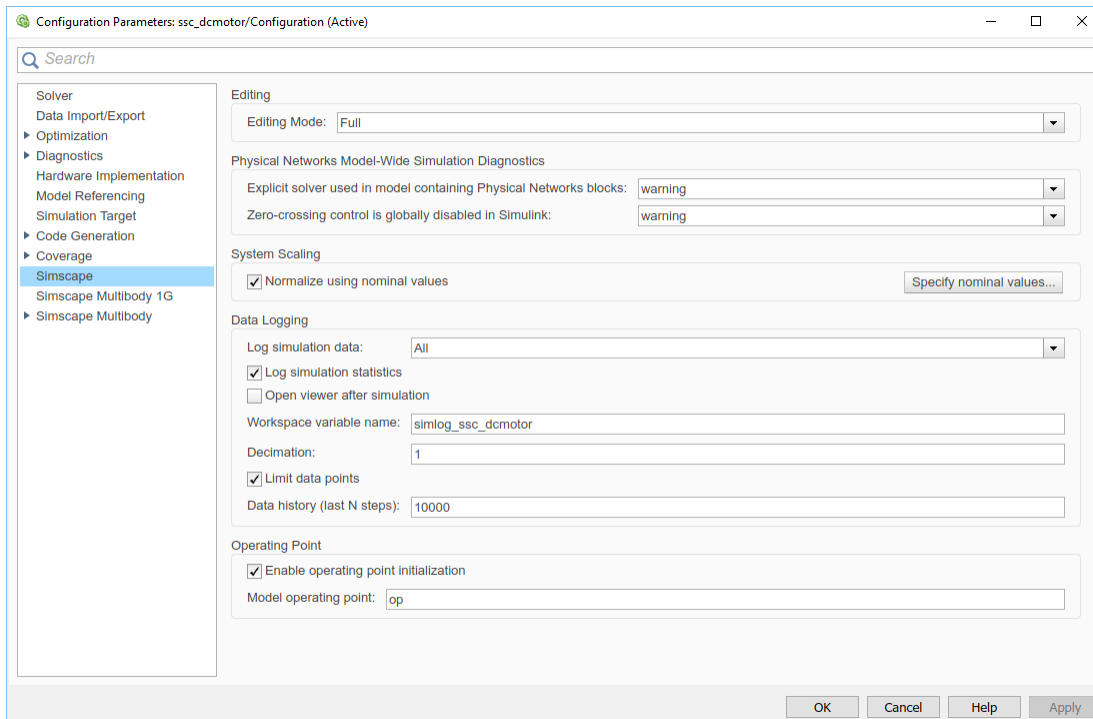 Configuration Parameters: ssc_dcmotor/Configuration (Active)
Search
Solver
Data Import/Export
Optimization
Diagnostics
Hardware Implementation
Model Referencing
Simulation Target
Code Generation
Coverage
Simscape
Simscape Multibody 1G
Simscape Multibody
Editing
Editing Mode: Full
Physical Networks Model-Wide Simulation Diagnostics
Explicit solver used in model containing Physical Networks blocks: warning
Zero-crossing control is globally disabled in Simulink: warning
System Scaling
Normalize using nominal values Specify nominal values...
Data Logging
Log simulation data: All
Log simulation statistics
Open viewer after simulation
Workspace variable name: simlog_ssc_dcmotor
Decimation: 1
Limit data points
Data history (last N steps): 10000
Operating Point
Enable operating point initialization
Model operating point: op
OK Cancel Help Apply